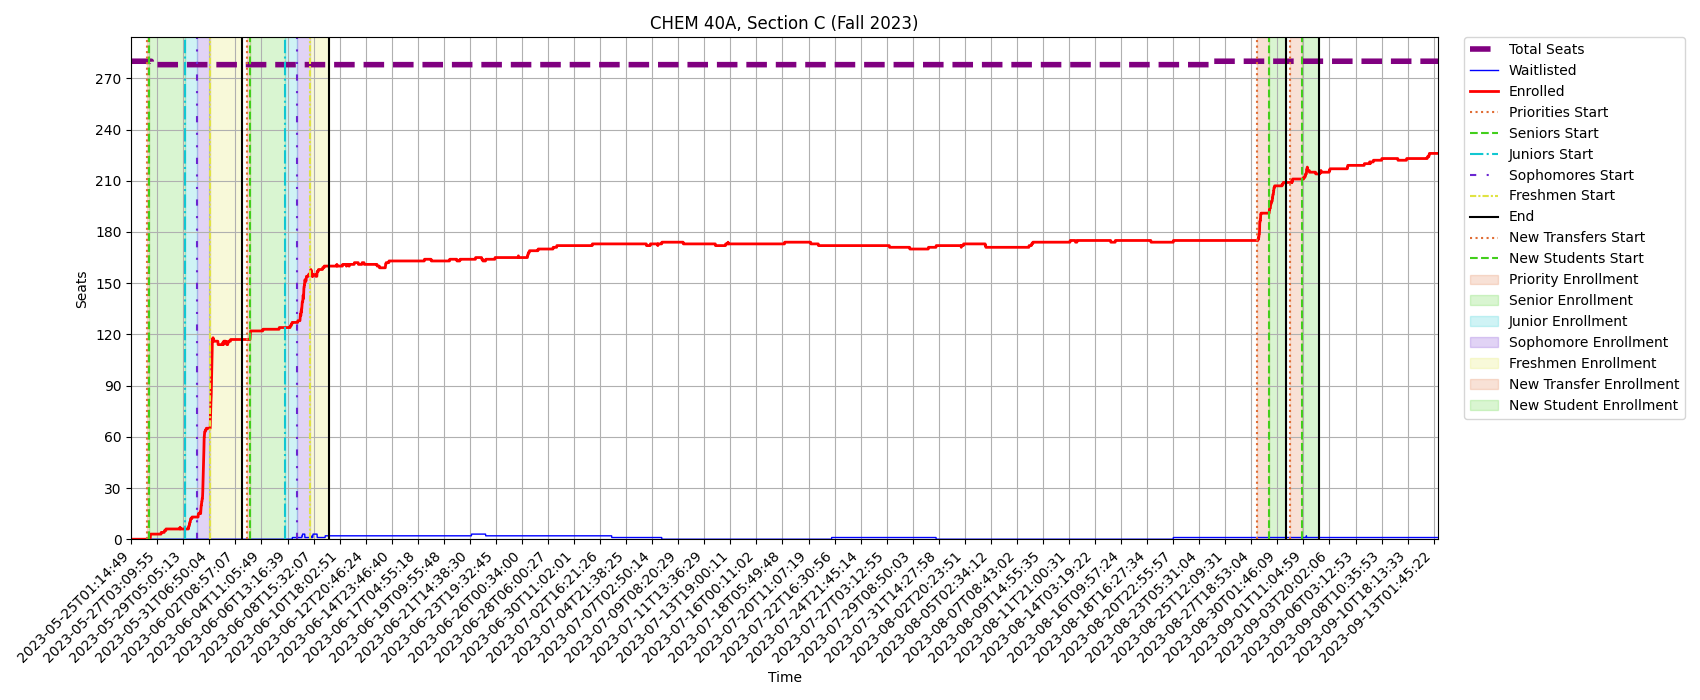 CHEM 40A, Section C (Fall 2023)
Seats
270
240
210
180
150
120
90
60
30
0
2023-05-25T01:14:49
2023-05-27T03:09:55
2023-05-29T05:05:13
2023-05-31T06:50:04
2023-06-02T08:57:07
2023-06-04T11:05:49
2023-06-06T13:16:39
2023-06-08T15:32:07
2023-06-10T18:02:51
2023-06-12T20:46:24
2023-06-14T23:46:40
2023-06-17T04:55:18
2023-06-19T09:55:48
2023-06-21T14:38:30
2023-06-23T19:32:45
2023-06-26T00:34:00
2023-06-28T06:00:27
2023-06-30T11:02:01
2023-07-02T16:21:26
2023-07-04T21:38:25
2023-07-07T02:50:14
2023-07-09T08:20:29
2023-07-11T13:36:29
2023-07-13T19:00:11
2023-07-16T00:11:02
2023-07-18T05:49:48
2023-07-20T11:07:19
2023-07-22T16:30:56
2023-07-24T21:45:14
2023-07-27T03:12:55
2023-07-29T08:50:03
2023-07-31T14:27:58
2023-08-02T20:23:51
2023-08-05T02:34:12
2023-08-07T08:43:02
2023-08-09T14:55:35
2023-08-11T21:00:31
2023-08-14T03:19:22
2023-08-16T09:57:24
2023-08-18T16:27:34
2023-08-20T22:55:57
2023-08-23T05:31:04
2023-08-25T12:09:31
2023-08-27T18:53:04
2023-08-30T01:46:09
2023-09-01T11:04:59
2023-09-03T20:02:06
2023-09-06T03:12:53
2023-09-08T10:35:53
2023-09-10T18:13:33
2023-09-13T01:45:22
Time
Total Seats
Waitlisted
Enrolled
Priorities Start
Seniors Start
Juniors Start
Sophomores Start
Freshmen Start
End
New Transfers Start
New Students Start
Priority Enrollment
Senior Enrollment
Junior Enrollment
Sophomore Enrollment
Freshmen Enrollment
New Transfer Enrollment
New Student Enrollment